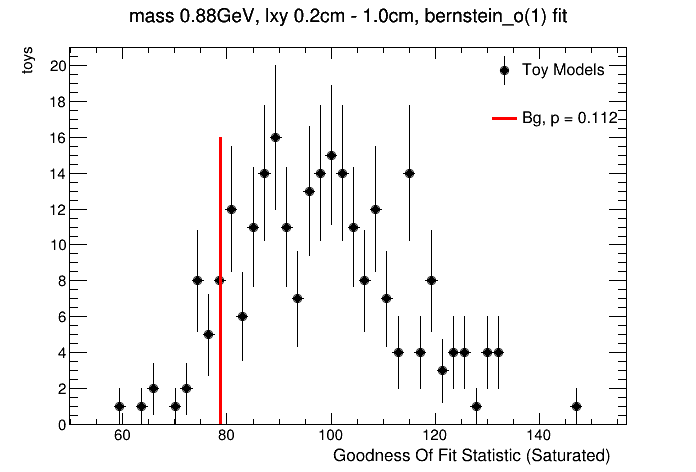 mass 0.88GeV, lxy 0.2cm - 1.0cm, bernstein_o(1) fit
toys
Toy Models
Bg, p = 0.112
20
18
16
14
12
10
8
6
4
2
0
60 80 100 120 140
Goodness Of Fit Statistic (Saturated)